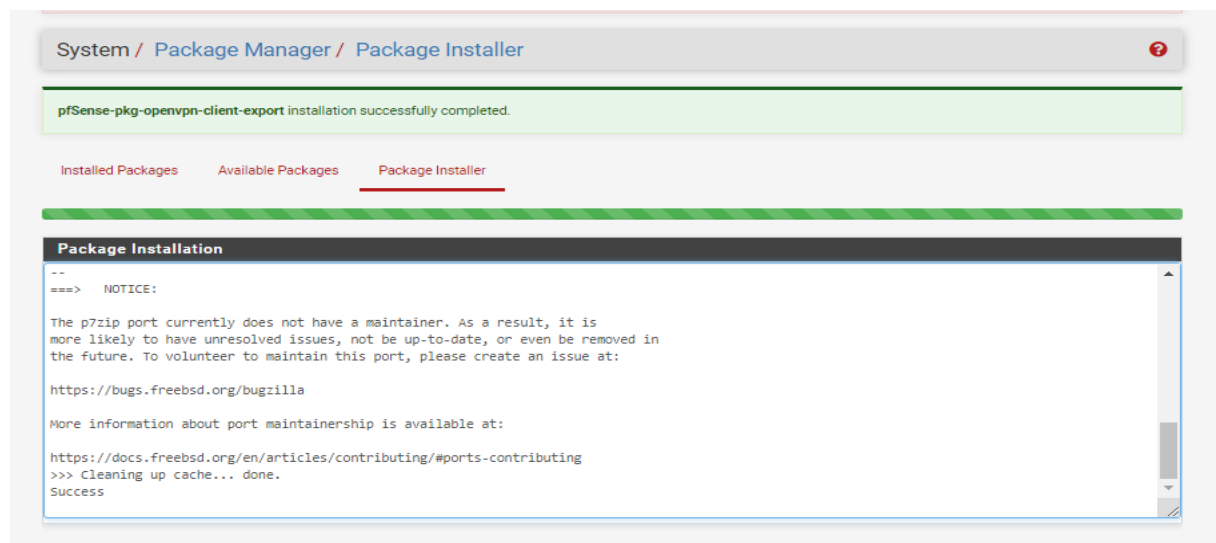 System / Package Manager / Package Installer
pfSense-pkg-openvpn-client-export installation successfully completed.
Installed Packages Available Packages Package Installer
Package Installation
--
===>   NOTICE:
The p7zip port currently does not have a maintainer. As a result, it is
more likely to have unresolved issues, not be up-to-date, or even be removed in
the future. To volunteer to maintain this port, please create an issue at:
https://bugs.freebsd.org/bugzilla
More information about port maintainership is available at:
https://docs.freebsd.org/en/articles/contributing/#ports-contributing
>>> Cleaning up cache... done.
Success